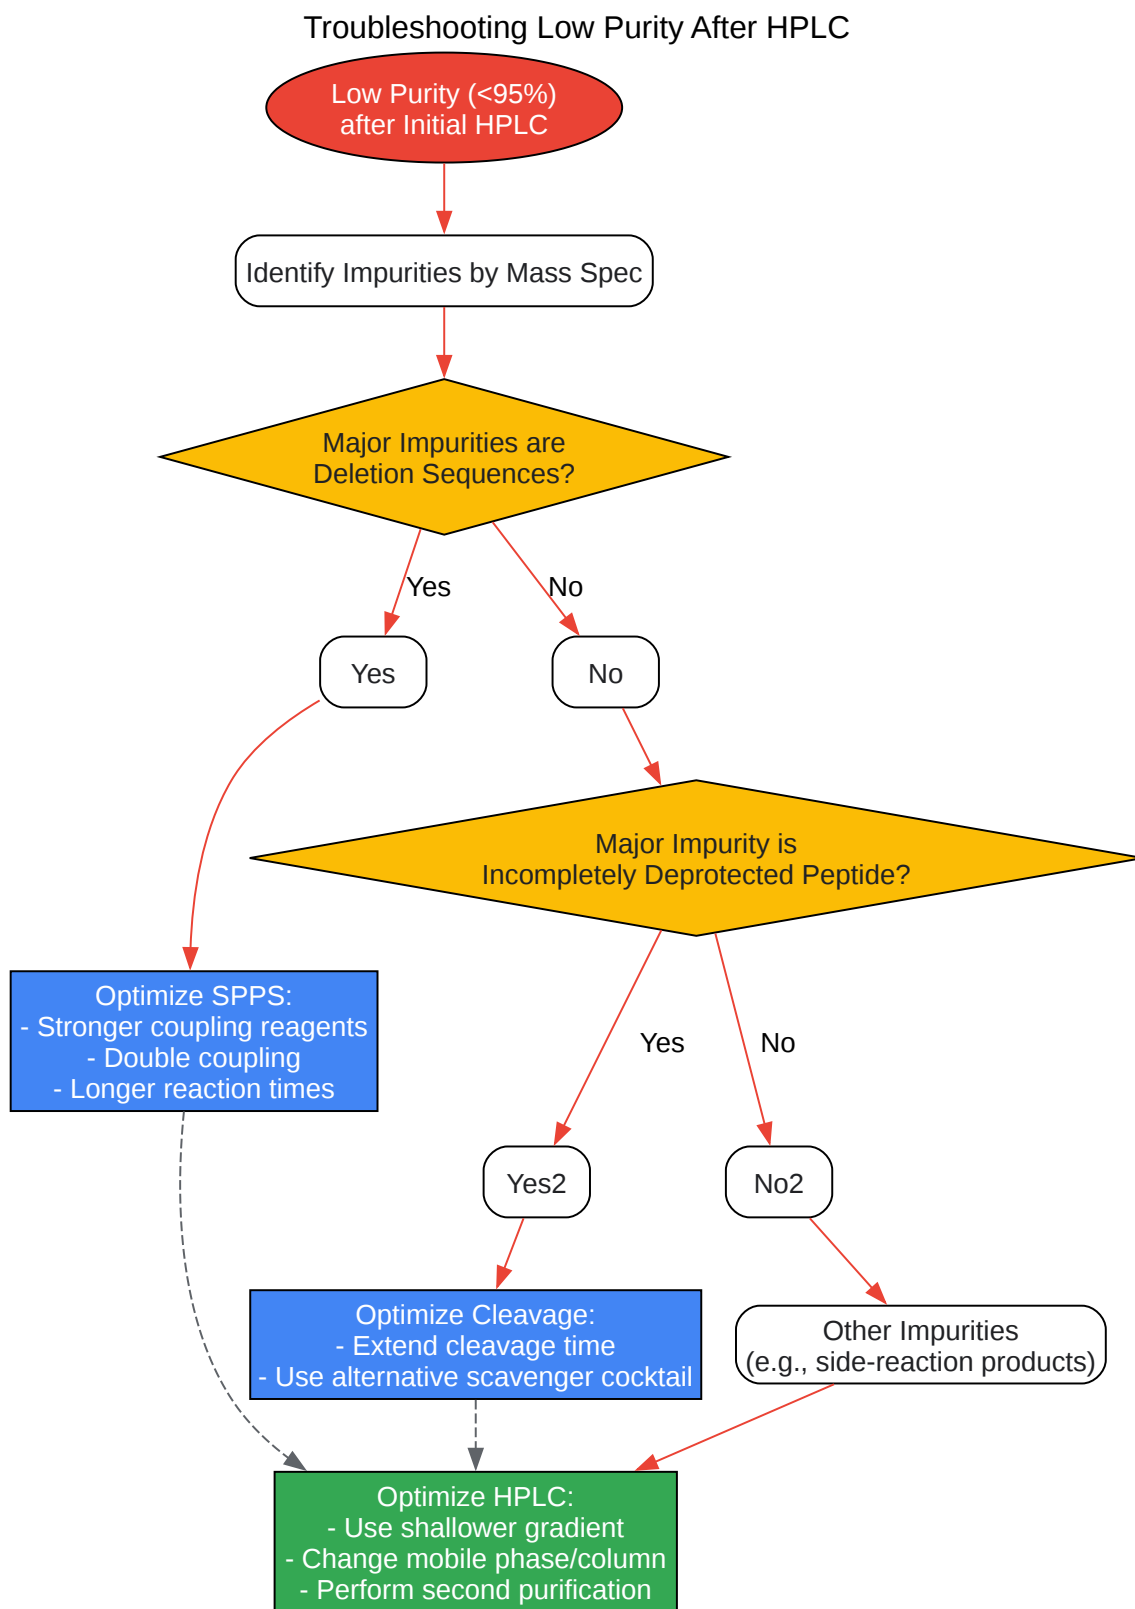 Troubleshooting Low Purity After HPLC
Low Purity (<95%)
after Initial HPLC
Identify Impurities by Mass Spec
Major Impurities are
Deletion Sequences?
Yes
No
Yes
No
Major Impurity is
Incompletely Deprotected Peptide?
Optimize SPPS:
- Stronger coupling reagents
- Double coupling
- Longer reaction times
Yes
No
Yes2
No2
Optimize Cleavage:
- Extend cleavage time
- Use alternative scavenger cocktail
Other Impurities
(e.g., side-reaction products)
Optimize HPLC:
- Use shallower gradient
- Change mobile phase/column
- Perform second purification